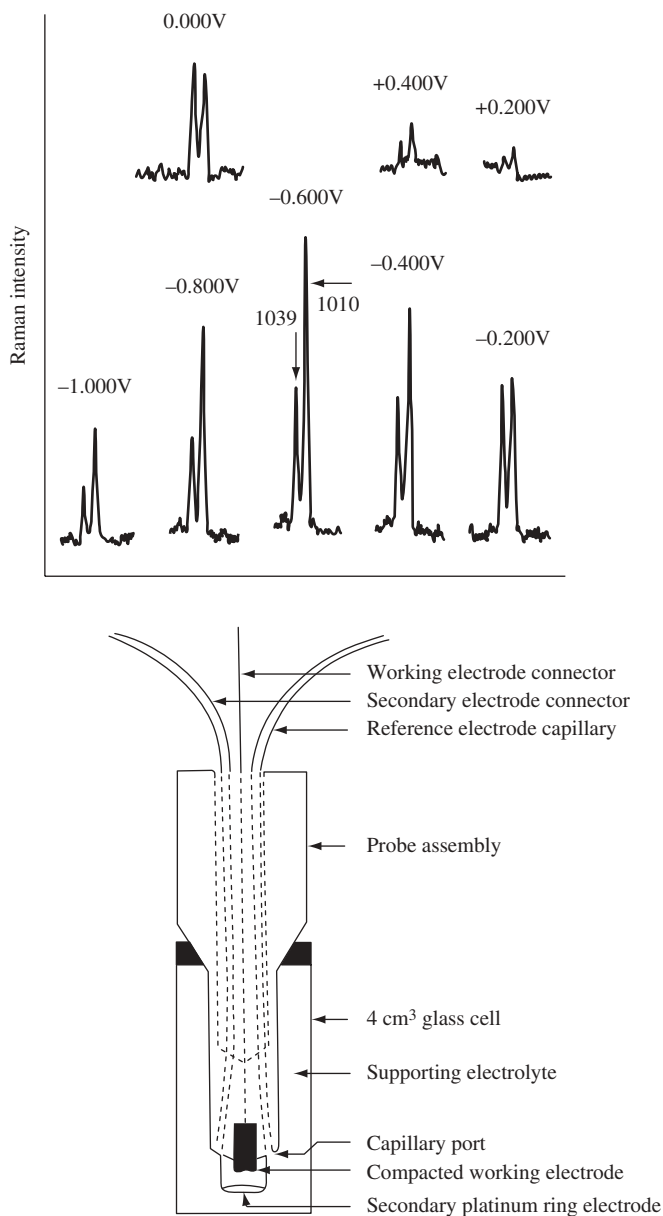 0.000V
+0.400V
+0.200V
–0.600V
–0.400V
–0.800V
1039
1010
–0.200V
–1.000V
Raman intensity
Working electrode connector
Secondary electrode connector
Reference electrode capillary
Probe assembly
4 cm³ glass cell
Supporting electrolyte
Capillary port
Compacted working electrode
Secondary platinum ring electrode